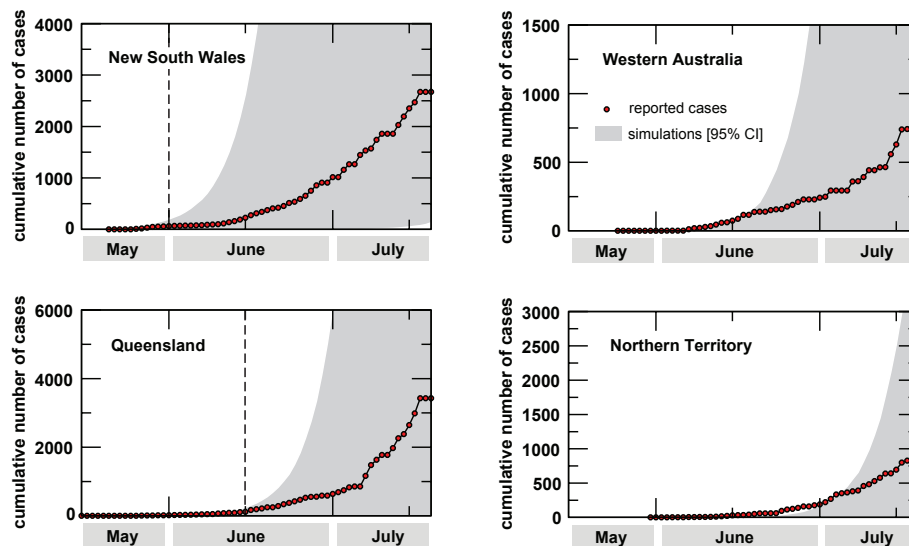 cumulative number of cases
4000
3000
2000
1000
0
New South Wales
May
June
July
cumulative number of cases
1500
1000
500
0
Western Australia
reported cases
simulations [95% CI]
May
June
July
cumulative number of cases
6000
4000
2000
0
Queensland
May
June
July
cumulative number of cases
3000
2500
2000
1500
1000
500
0
Northern Territory
May
June
July